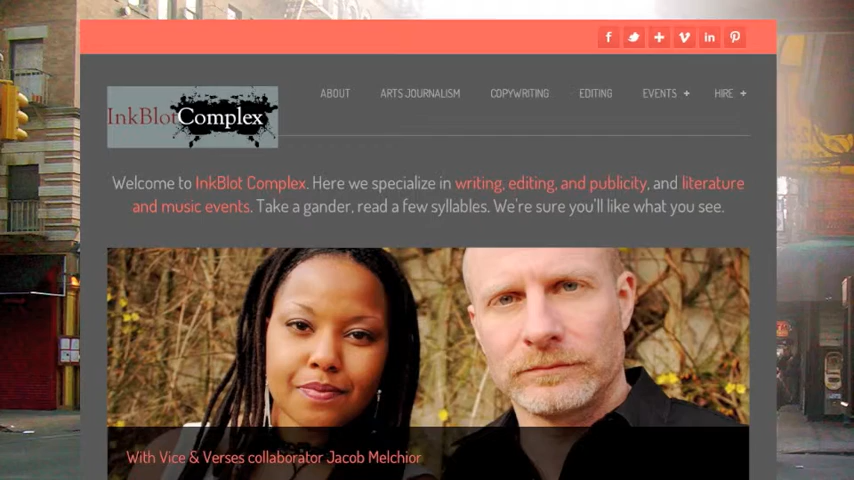 InkBlotComplex
ABOUT ARTS JOURNALISM COPYWRITING EDITING EVENTS + HIRE +
Welcome to InkBlot Complex. Here we specialize in writing, editing, and publicity, and literature
and music events. Take a gander, read a few syllables. We're sure you'll like what you see.
With Vice & Verses collaborator Jacob Melchior